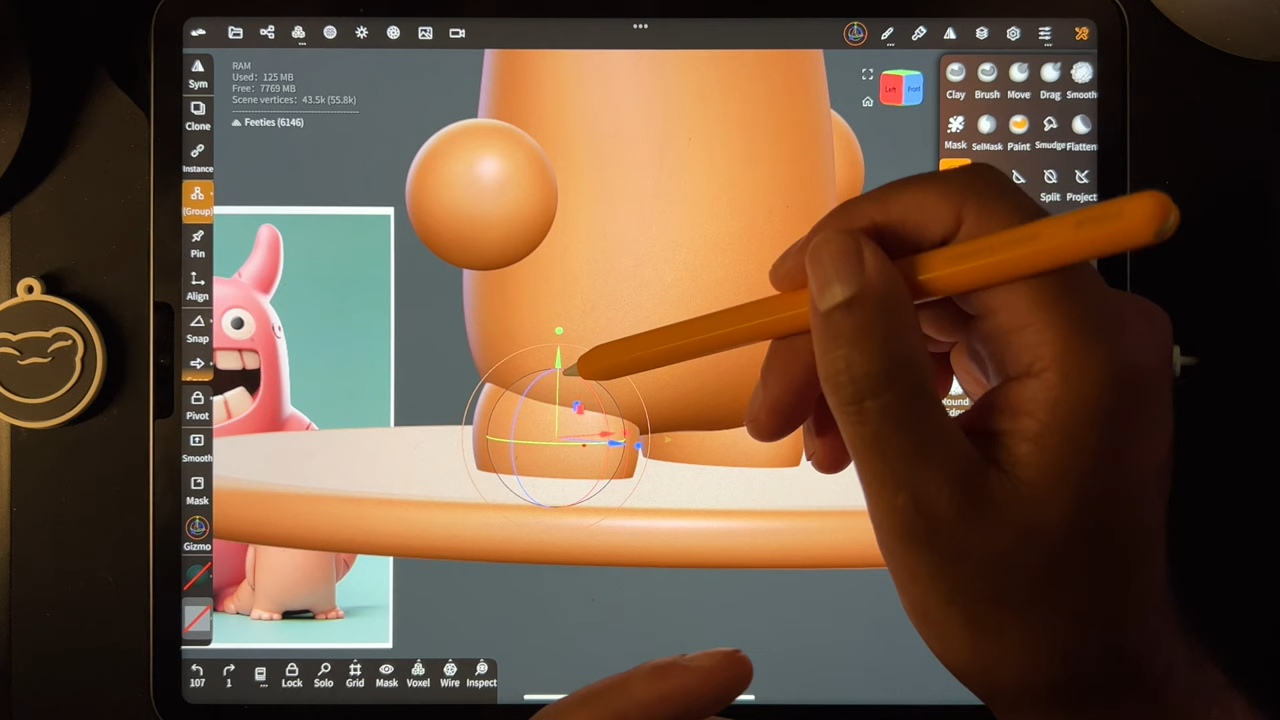 RAM
Used: 125 MB
Free: 7769 MB
Scene vertices: 43.5k (55.8k)
Feeties (6146)
Left
Front
Sym
Clone
Instance
(Group)
Pin
Align
Snap
Pivot
Smooth
Mask
Gizmo
Clay
Brush
Move
Drag
Smooth
Mask
SelMask
Paint
Smudge
Flatten
Split
Project
107
1
Lock
Solo
Grid
Mask
Voxel
Wire
Inspect